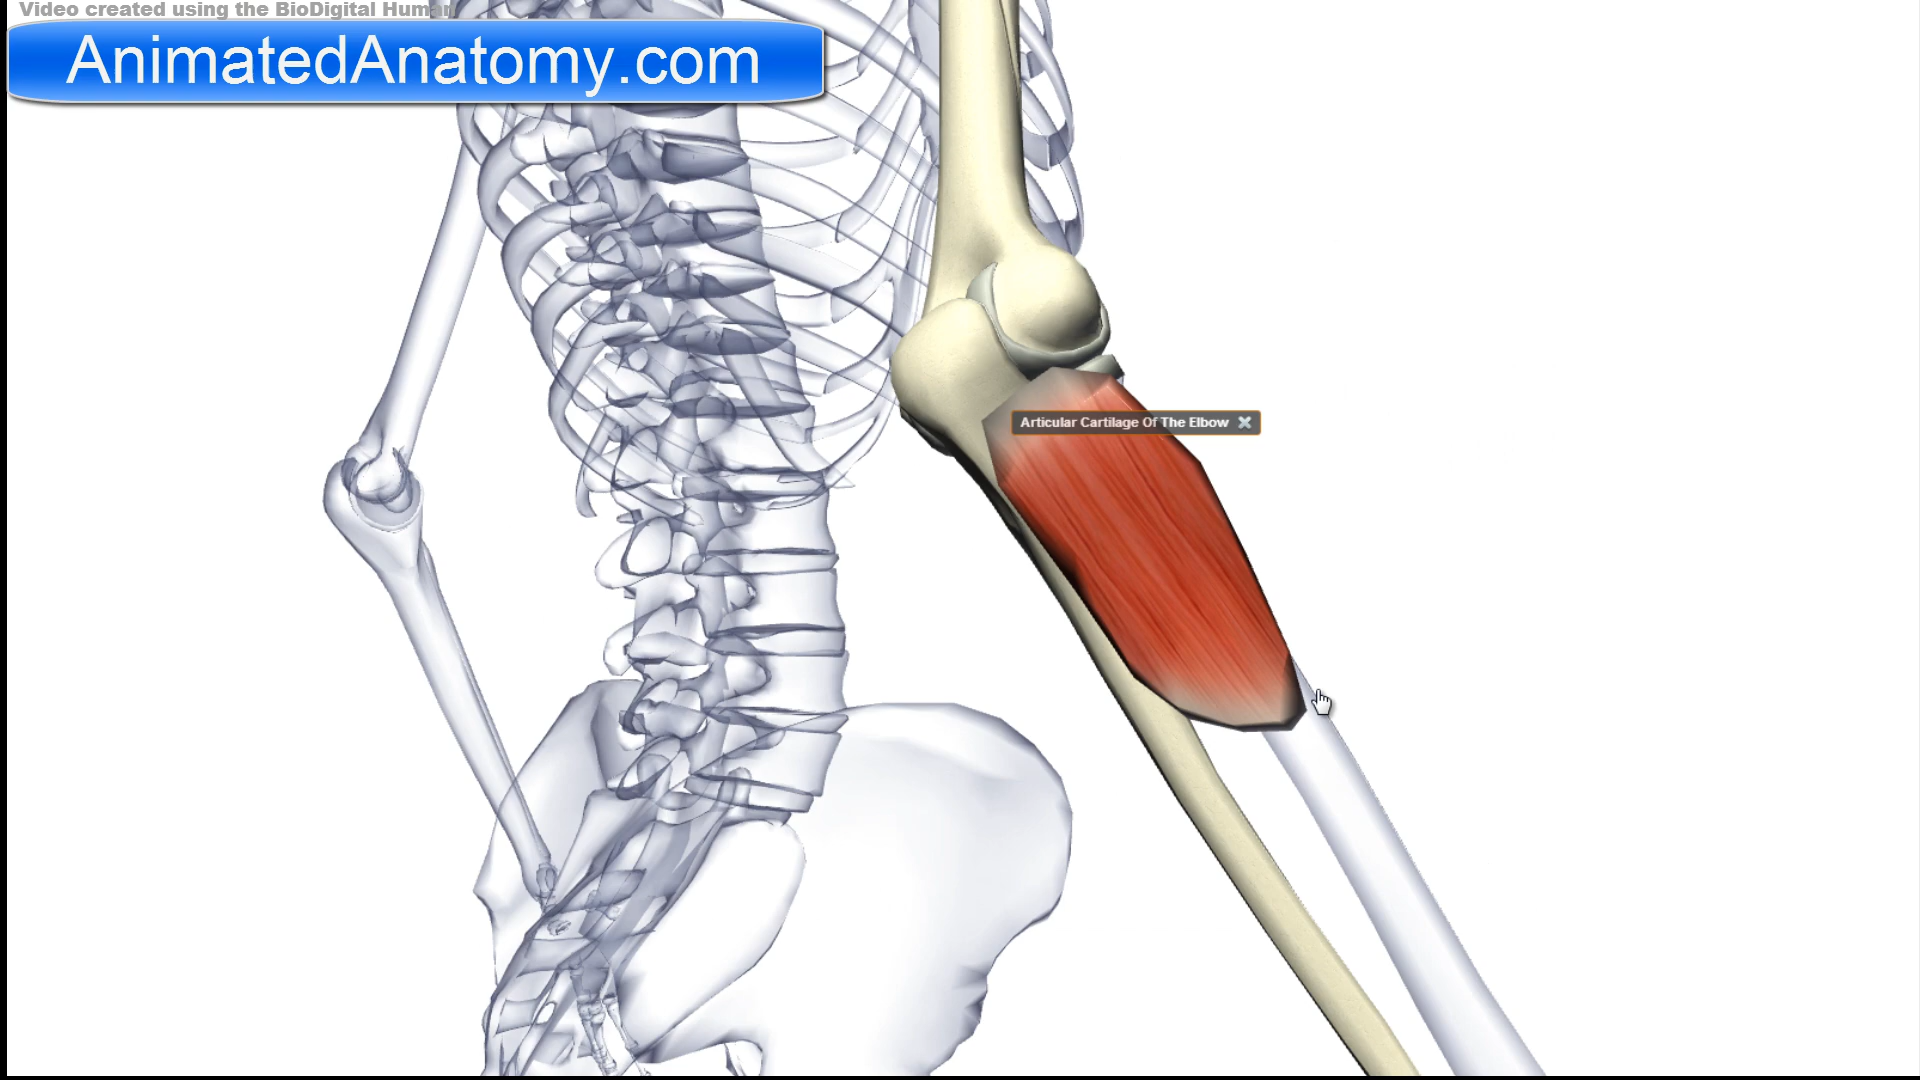 Video created using the BioDigital Human
AnimatedAnatomy.com
Articular Cartilage Of The Elbow